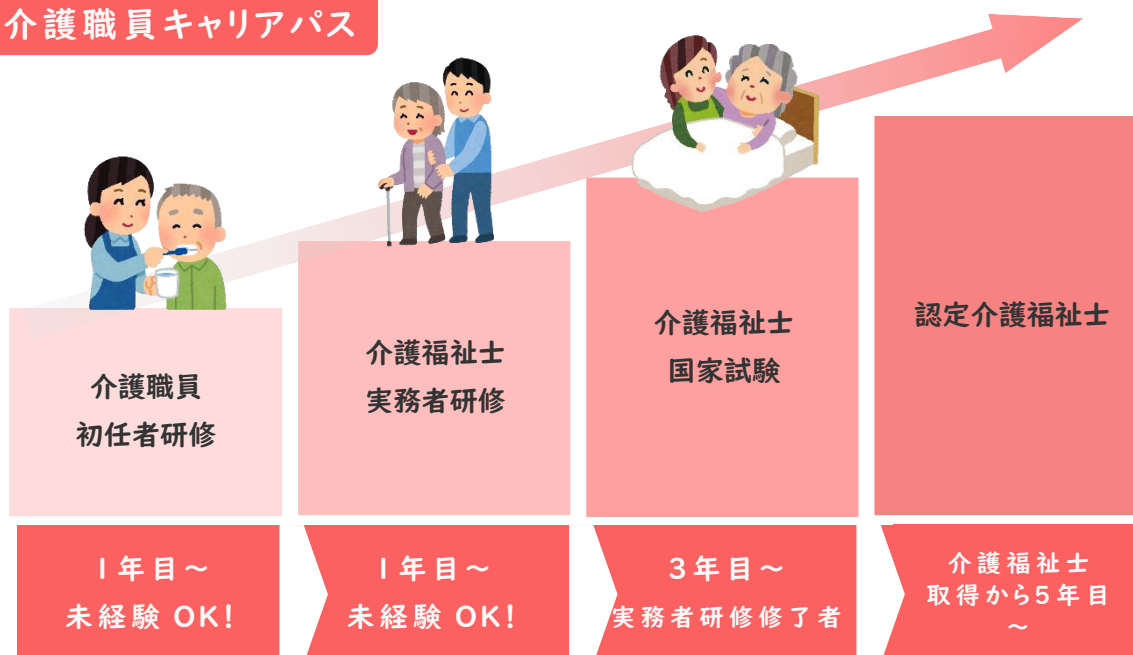 介護職員キャリアパス
介護職員
初任者研修
介護福祉士
実務者研修
介護福祉士
国家試験
認定介護福祉士
1年目～
未経験 OK!
1年目～
未経験 OK!
3年目～
実務者研修修了者
介護福祉士
取得から5年目
～